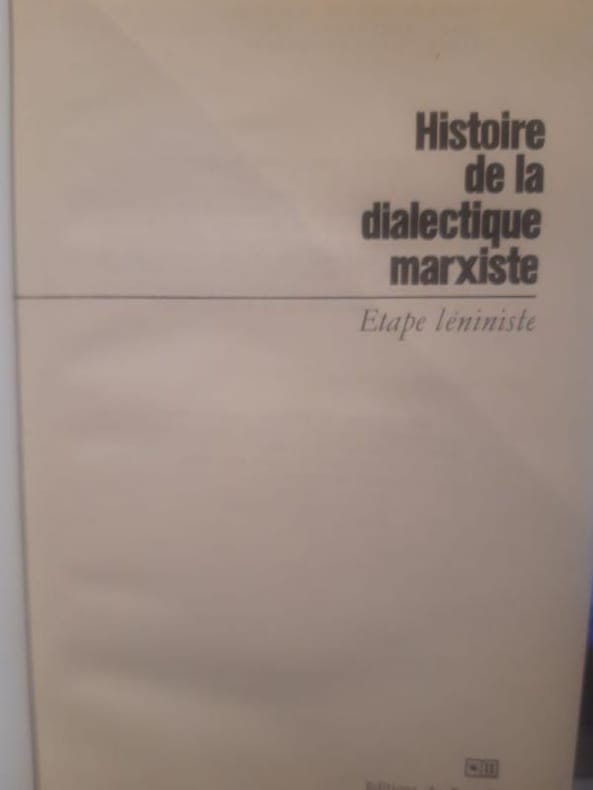 Histoire
de la
dialectique
marxiste
Etape léniniste